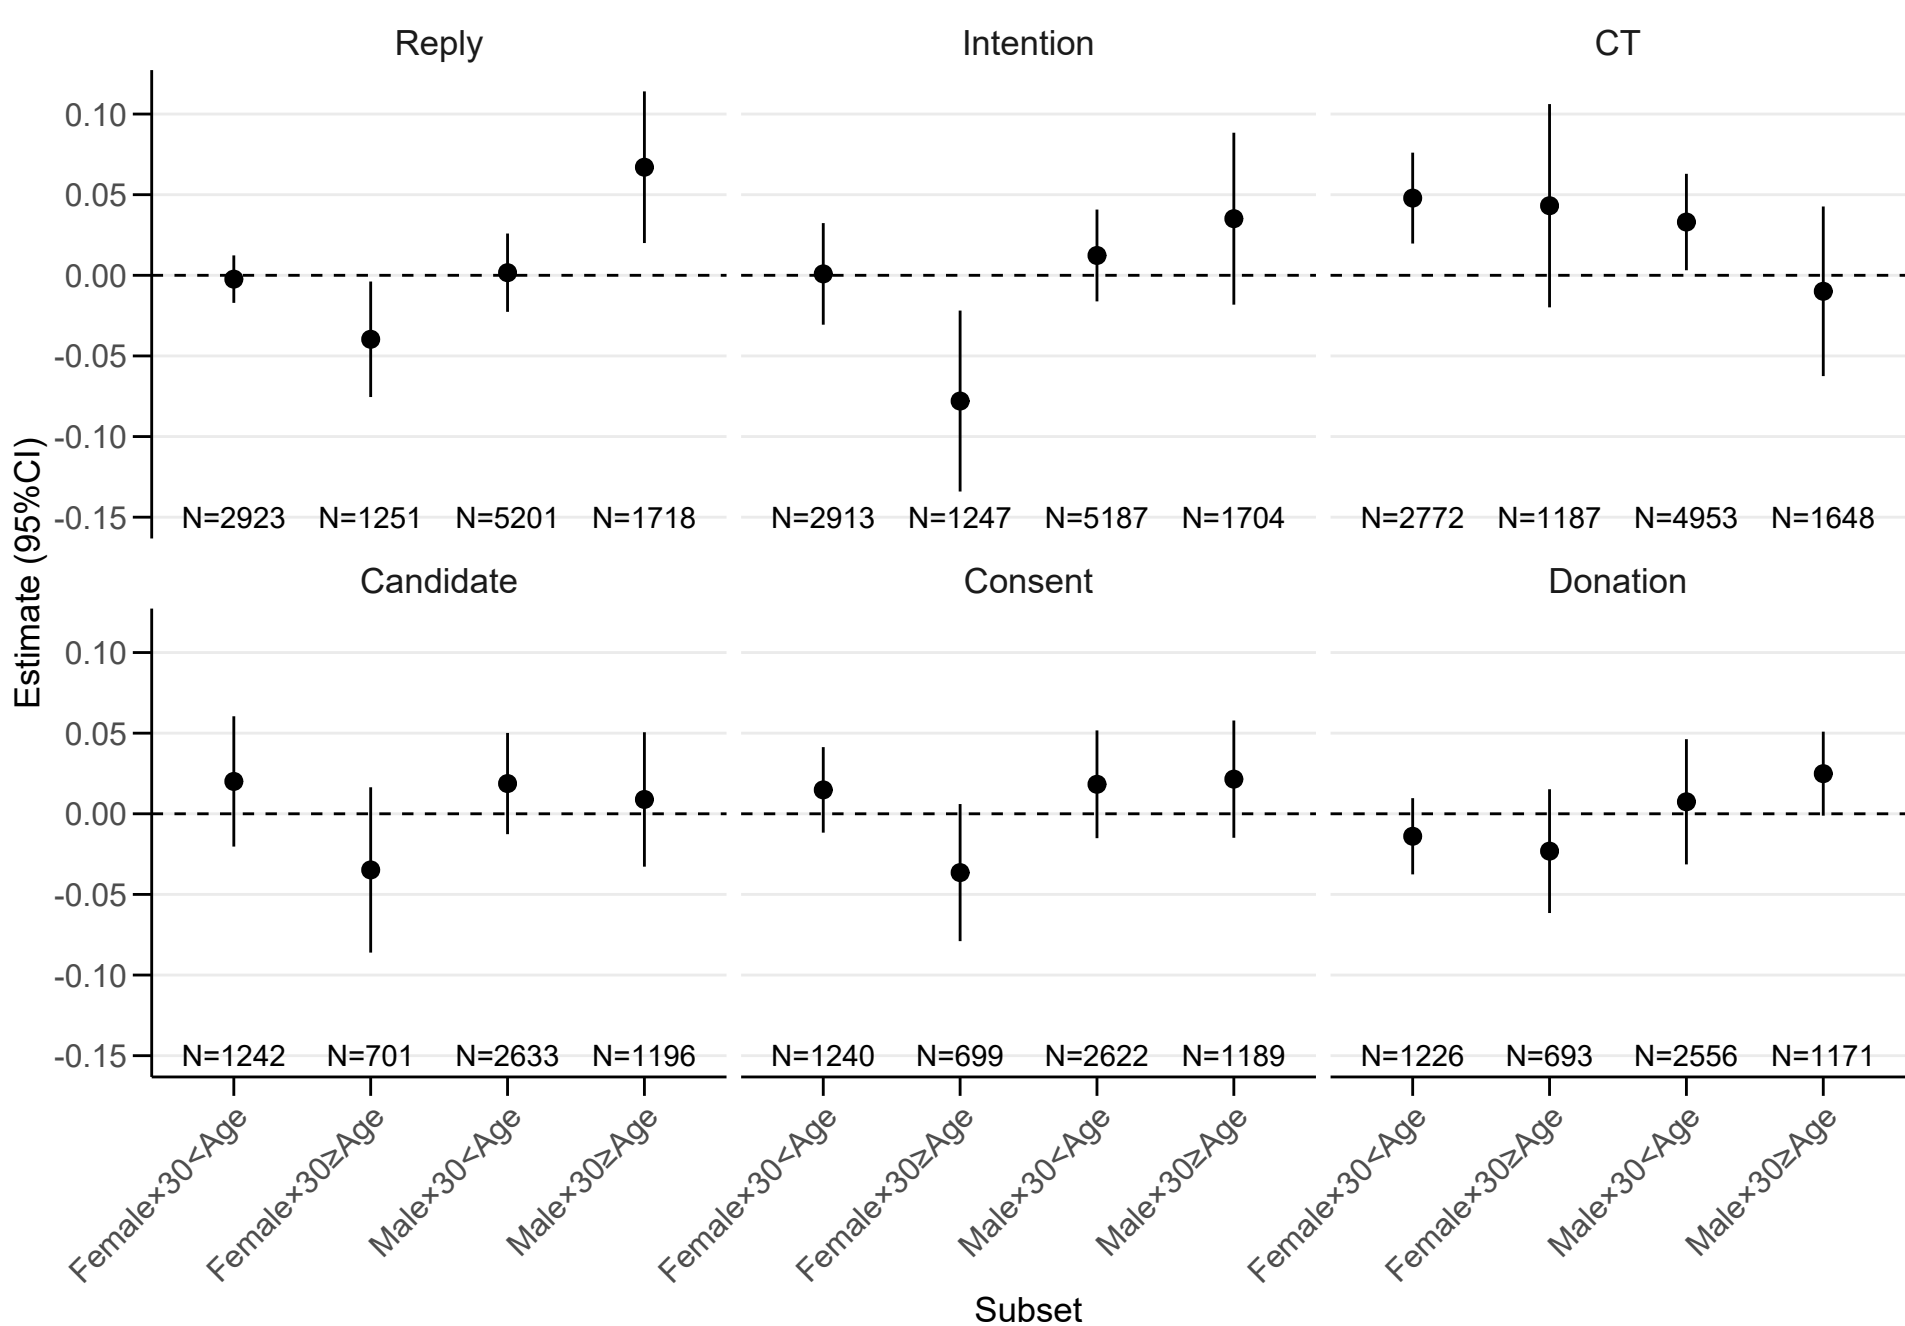 Reply
Intention
CT
0.10
0.05
0.00
-0.05
-0.10
-0.15
N=2923 N=1251 N=5201 N=1718
N=2913 N=1247 N=5187 N=1704
N=2772 N=1187 N=4953 N=1648
Estimate (95%CI)
Candidate
Consent
Donation
0.10
0.05
0.00
-0.05
-0.10
-0.15
N=1242 N=701 N=2633 N=1196
N=1240 N=699 N=2622 N=1189
N=1226 N=693 N=2556 N=1171
Female×30<Age
Female×30≥Age
Male×30<Age
Male×30≥Age
Female×30<Age
Female×30≥Age
Male×30<Age
Male×30≥Age
Female×30<Age
Female×30≥Age
Male×30<Age
Male×30≥Age
Subset